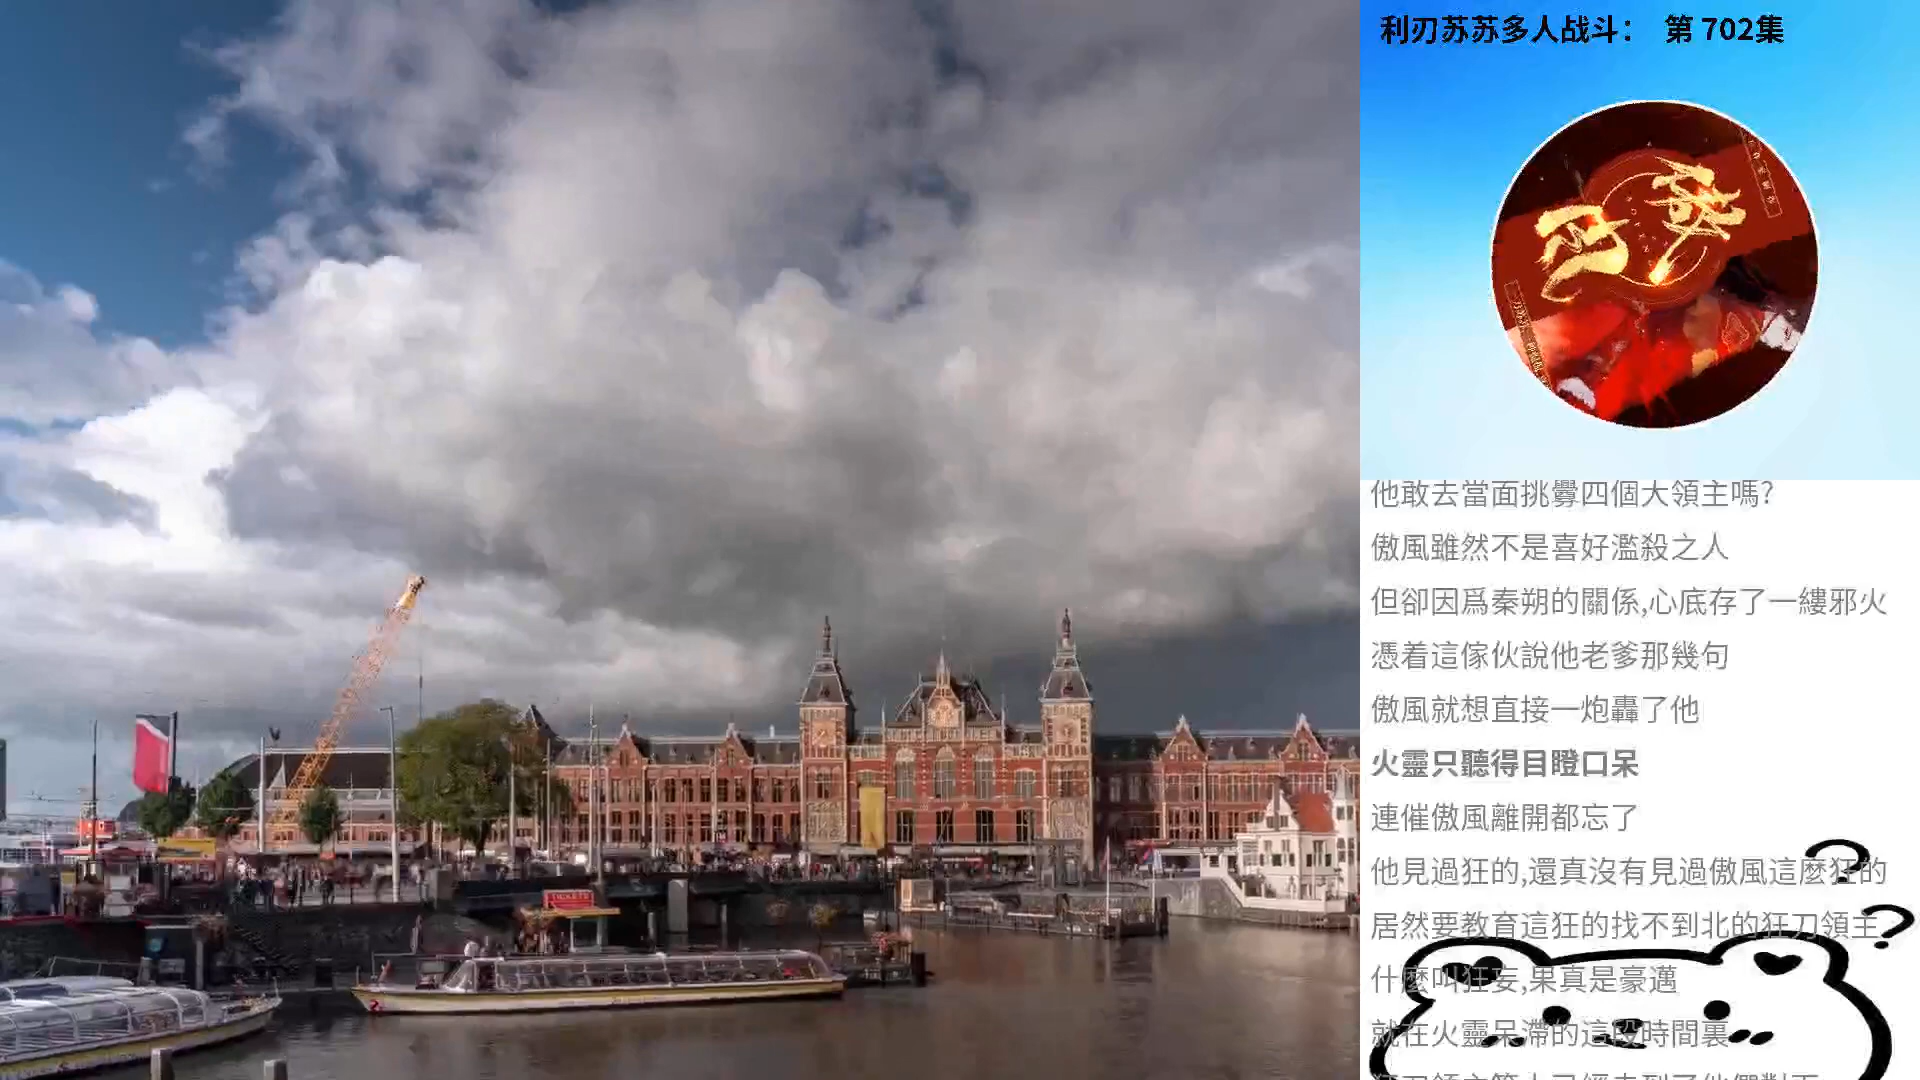 利刃苏苏多人战斗： 第 702集
他敢去當面挑釁四個大領主嗎?
傲風雖然不是喜好濫殺之人
但卻因爲秦朔的關係,心底存了一縷邪火
憑着這傢伙說他老爹那幾句
傲風就想直接一炮轟了他
火靈只聽得目瞪口呆
連催傲風離開都忘了
他見過狂的,還真沒有見過傲風這麼狂的
居然要教育這狂的找不到北的狂刀領主
什麼叫狂妄,果真是豪邁
就在火靈呆滯的這段時間裏
TICKETS